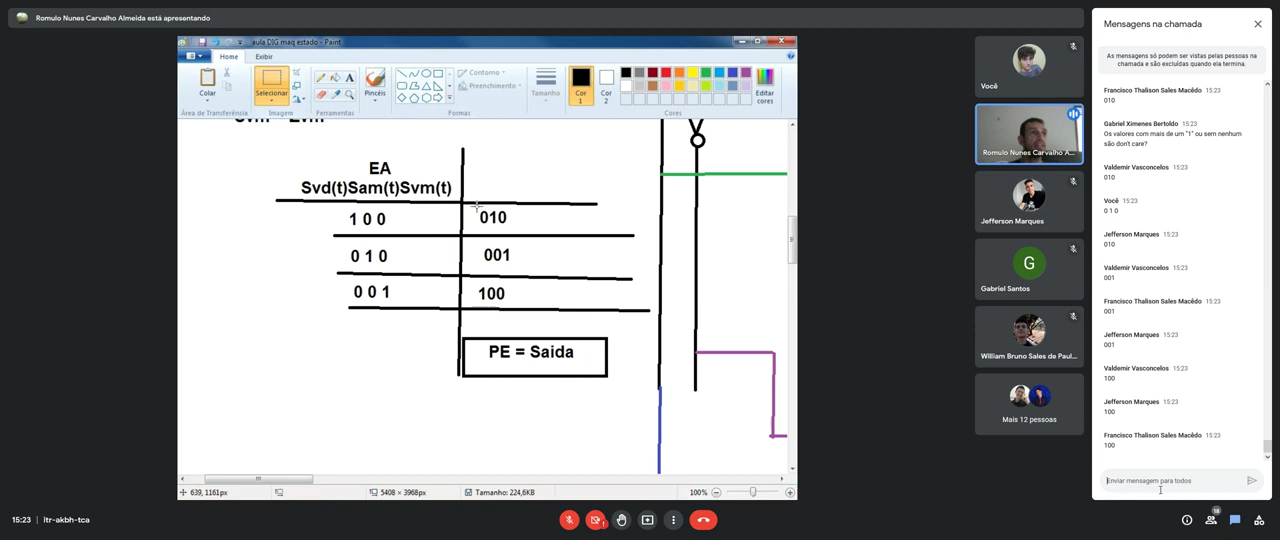 Romulo Nunes Carvalho Almeida está apresentando
aula DIG maq estado - Paint
Home
Exibir
Colar
Selecionar
Pincéis
Contorno
Preenchimento
Tamanho
Cor
1
Cor
2
Editar
cores
Área de Transferência
Imagem
Ferramentas
Formas
Cores
EA
Svd(t)Sam(t)Svm(t)
1 0 0
010
0 1 0
001
0 0 1
100
PE = Saida
639, 1161px
5408 × 3968px
Tamanho: 224,6KB
100%
Você
Romulo Nunes Carvalho A...
Jefferson Marques
G
Gabriel Santos
William Bruno Sales de Paul...
Mais 12 pessoas
Mensagens na chamada
As mensagens só podem ser vistas pelas pessoas na
chamada e são excluídas quando ela termina.
Francisco Thalison Sales Macêdo 15:23
010
Gabriel Ximenes Bertoldo 15:23
Os valores com mais de um "1" ou sem nenhum
são don't care?
Valdemir Vasconcelos 15:23
010
Você 15:23
0 1 0
Jefferson Marques 15:23
010
Valdemir Vasconcelos 15:23
001
Francisco Thalison Sales Macêdo 15:23
001
Jefferson Marques 15:23
001
Valdemir Vasconcelos 15:23
100
Jefferson Marques 15:23
100
Francisco Thalison Sales Macêdo 15:23
100
Enviar mensagem para todos
15:23 | itr-akbh-tca
18